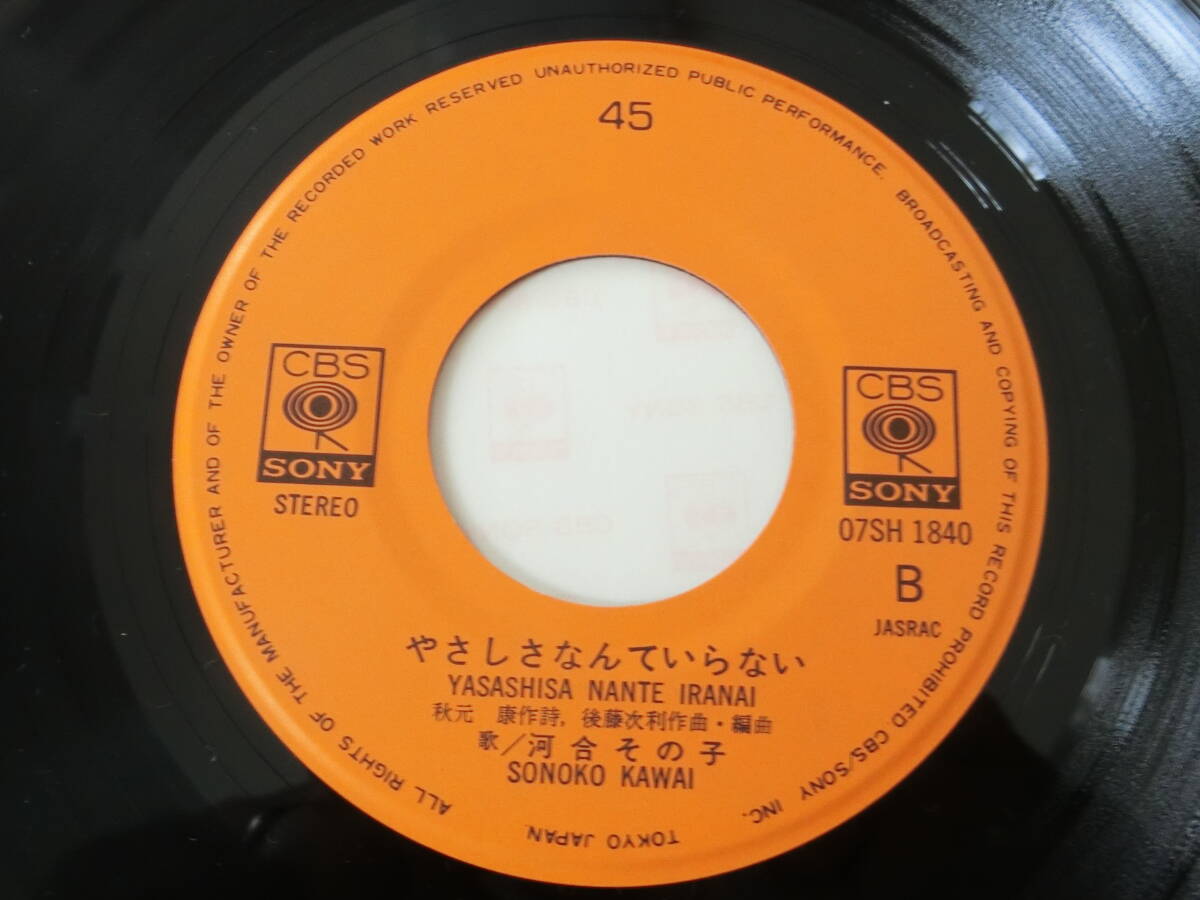 45
ALL RIGHTS OF THE MANUFACTURER AND OF THE OWNER OF THE RECORDED WORK RESERVED UNAUTHORIZED PUBLIC PERFORMANCE. BROADCASTING AND COPYING OF THIS RECORD PROHIBITED CBS/SONY INC.
TOKYO JAPAN
CBS
SONY
STEREO
CBS
SONY
07SH 1840
B
JASRAC
やさしさなんていらない
YASASHISA NANTE IRANAI
秋元 康作詩, 後藤次利作曲・編曲
歌/河合その子
SONOKO KAWAI